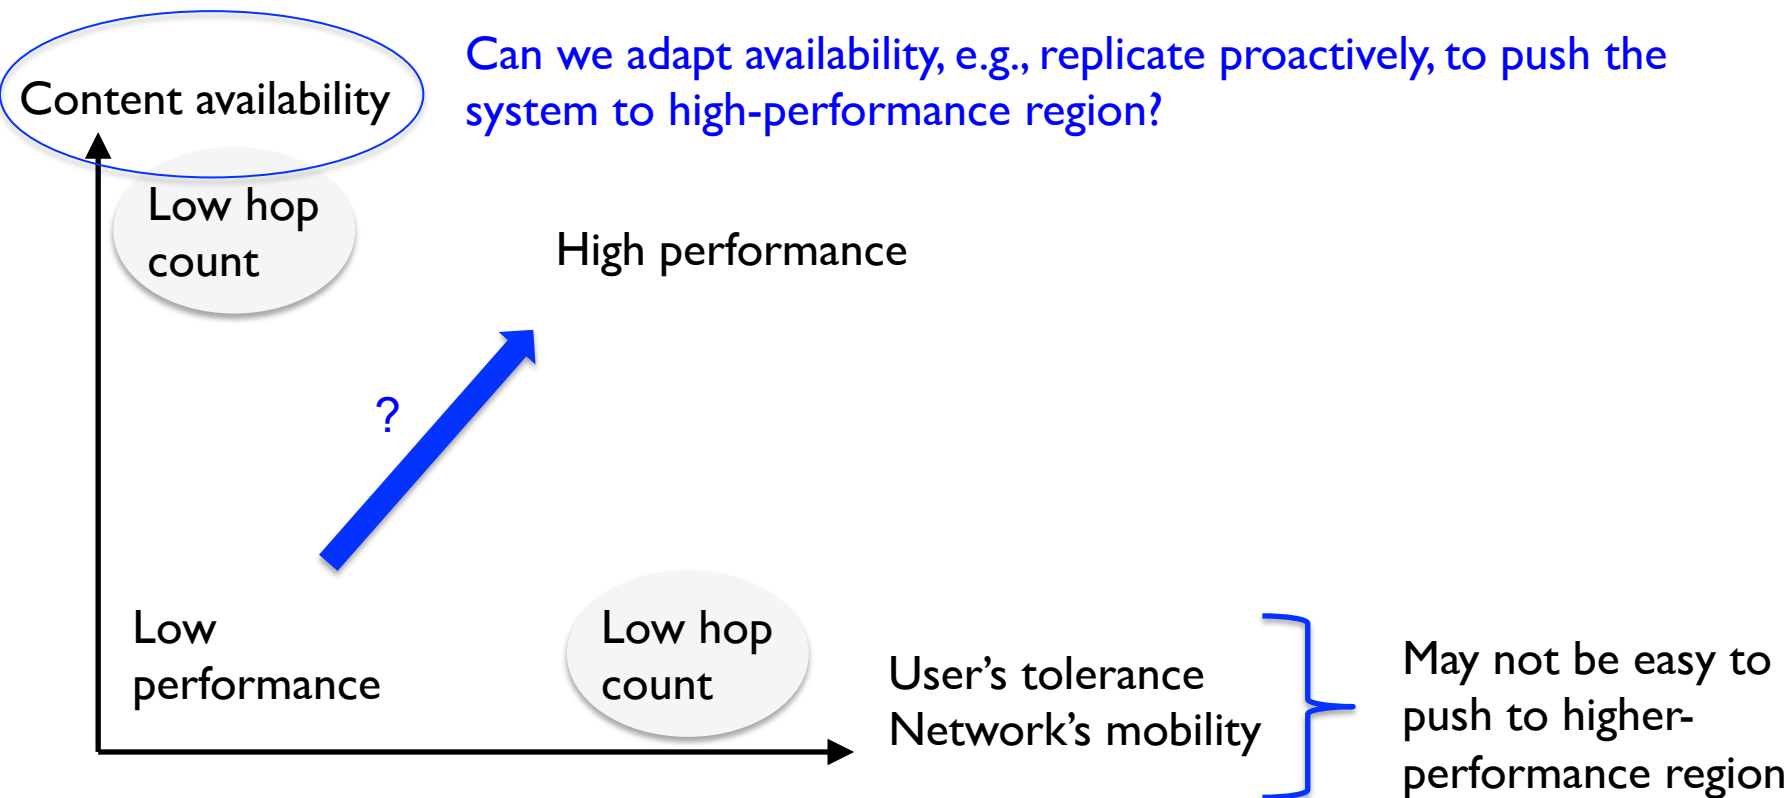 Can we adapt availability, e.g., replicate proactively, to push the
system to high-performance region?
Content availability
Low hop
count
High performance
?
Low
performance
Low hop
count
User's tolerance
Network's mobility
May not be easy to
push to higher-
performance region